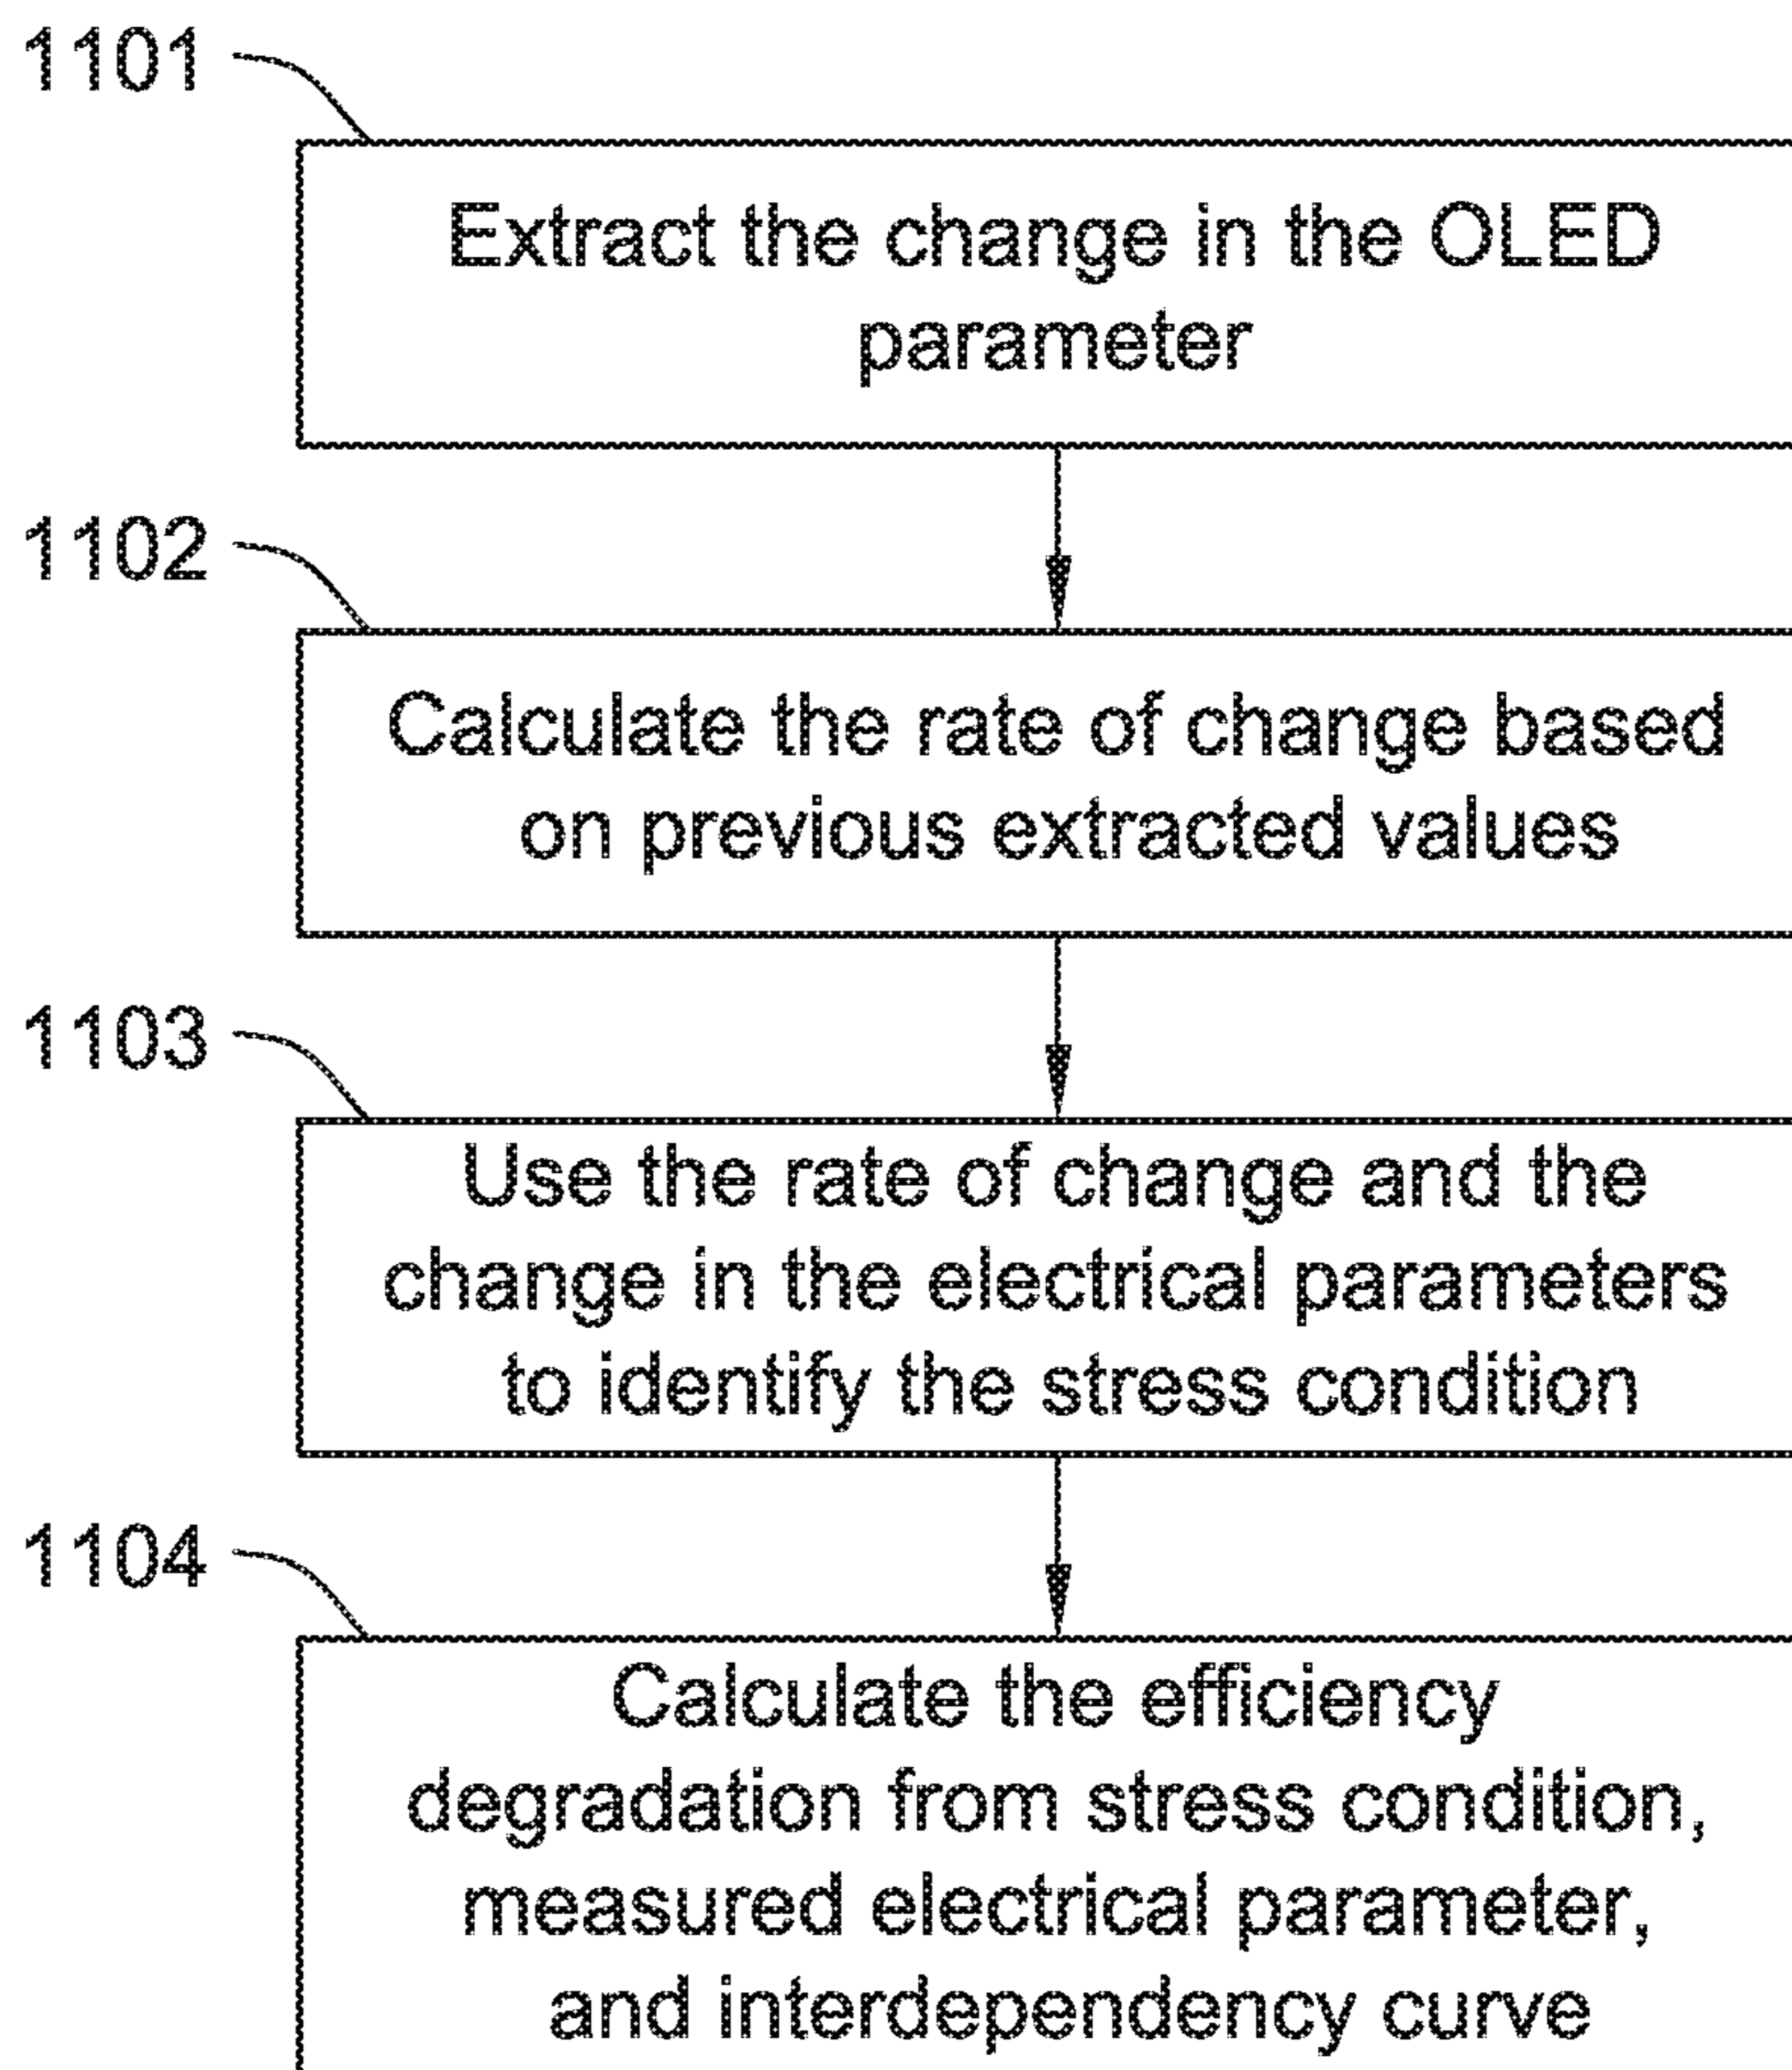 1101
Extract the change in the OLED
parameter
1102
Calculate the rate of change based
on previous extracted values
1103
Use the rate of change and the
change in the electrical parameters
to identify the stress condition
1104
Calculate the efficiency
degradation from stress condition,
measured electrical parameter,
and interdependency curve